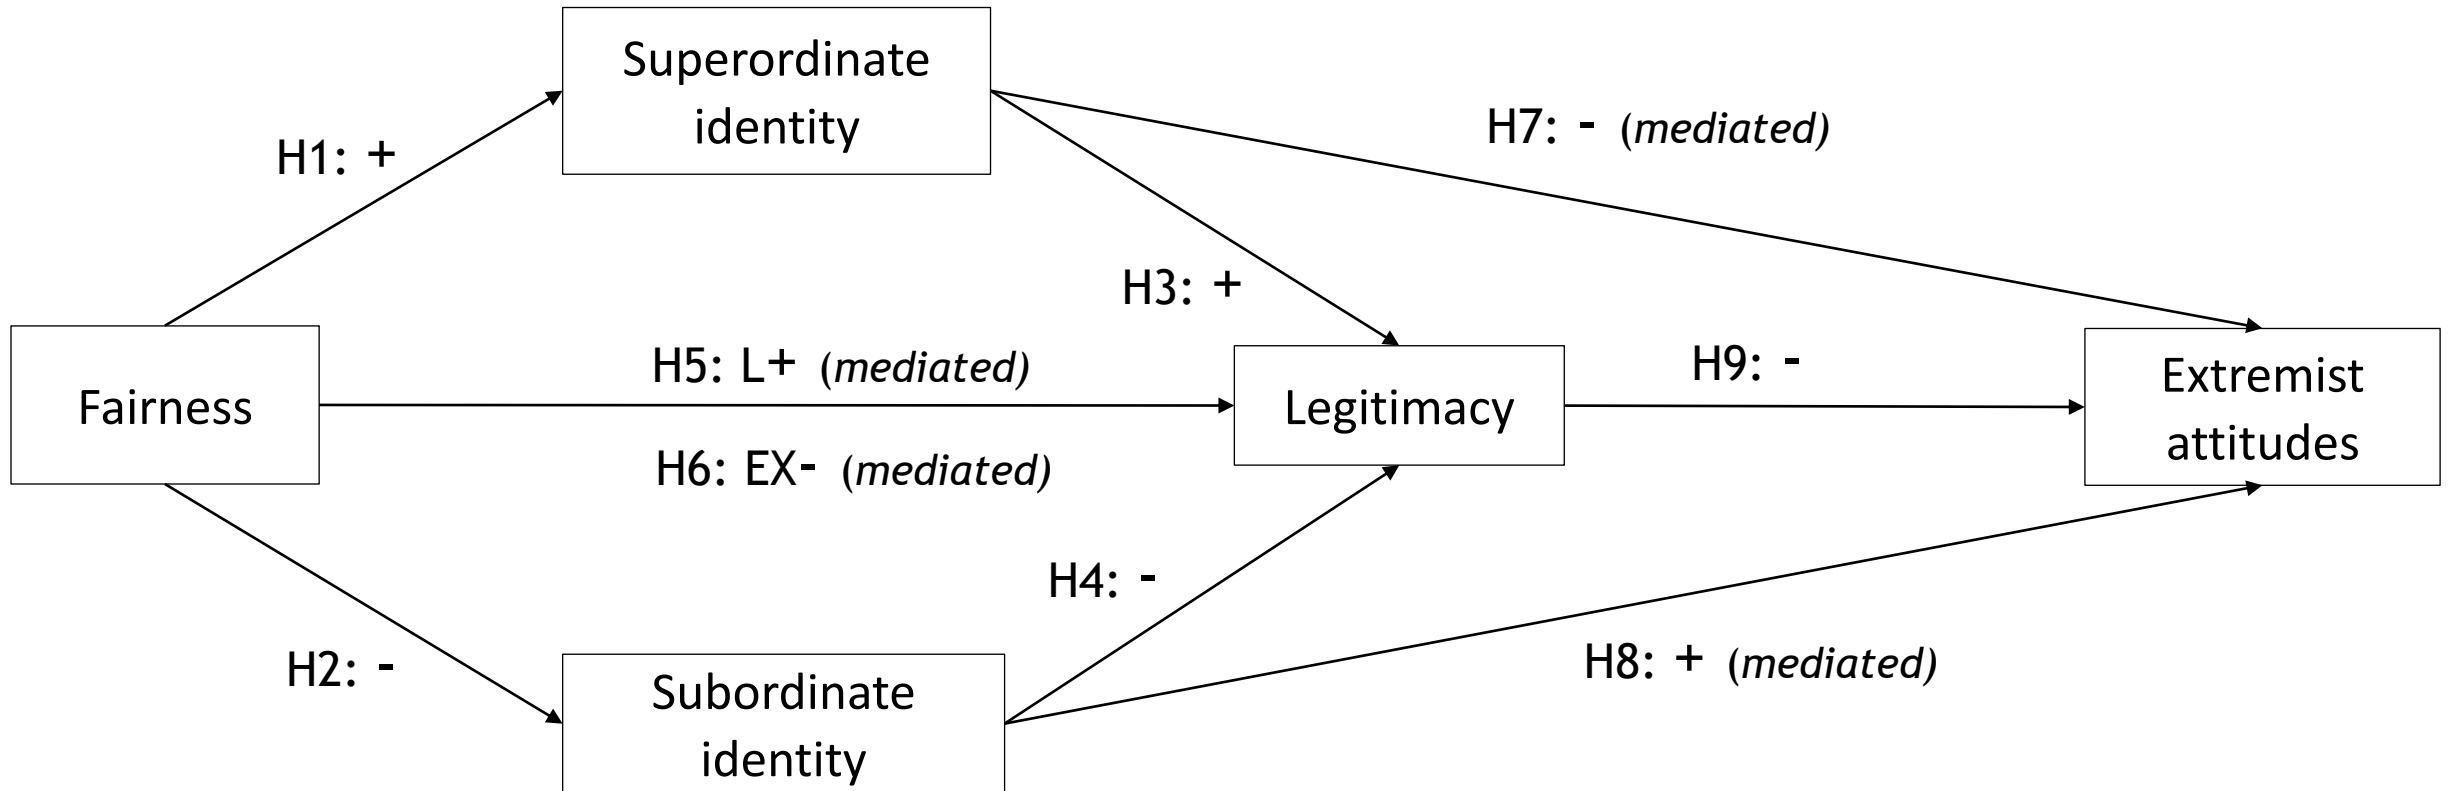 Superordinate
identity
H1: +
H7: - (mediated)
H3: +
Fairness
H5: L+ (mediated)
H6: EX- (mediated)
Legitimacy
H9: -
Extremist
attitudes
H4: -
H2: -
H8: + (mediated)
Subordinate
identity